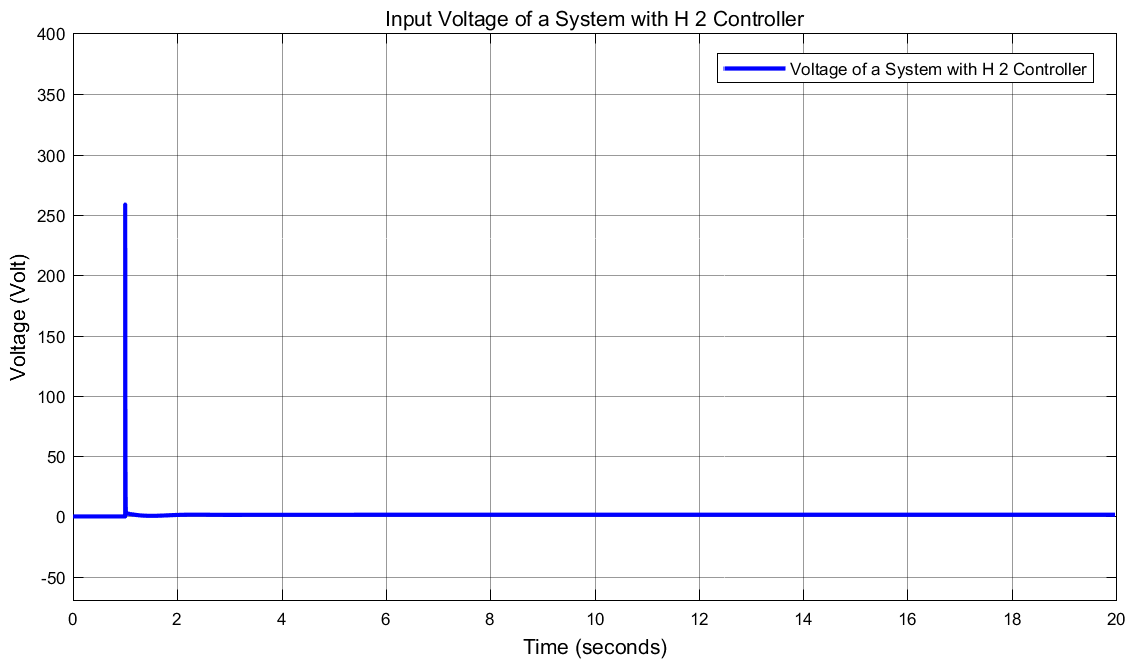 Input Voltage of a System with H 2 Controller
Voltage of a System with H 2 Controller
400
350
300
250
200
150
100
50
0
-50
Voltage (Volt)
0 2 4 6 8 10 12 14 16 18 20
Time (seconds)